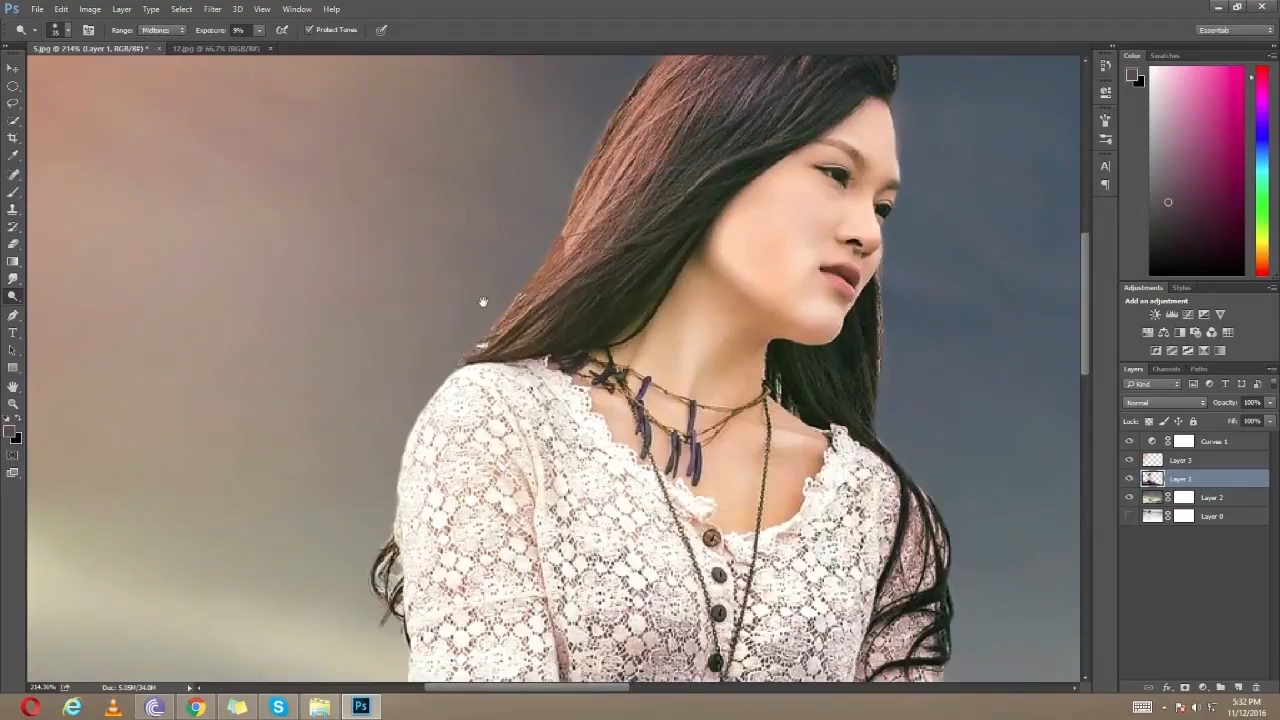 Ps File Edit Image Layer Type Select Filter 3D View Window Help
35 Range: Midtones Exposure: 9% Protect Tones Essentials
5.jpg @ 214% (Layer 1, RGB/8#) * × 12.jpg @ 66.7% (RGB/8#) ×
Color Swatches
Adjustments Styles
Add an adjustment
Layers Channels Paths
Kind
Normal Opacity: 100%
Lock: Fill: 100%
Curves 1
Layer 3
Layer 1
Layer 2
Layer 0
214.36% Doc: 5.05M/34.0M
5:32 PM
11/12/2016